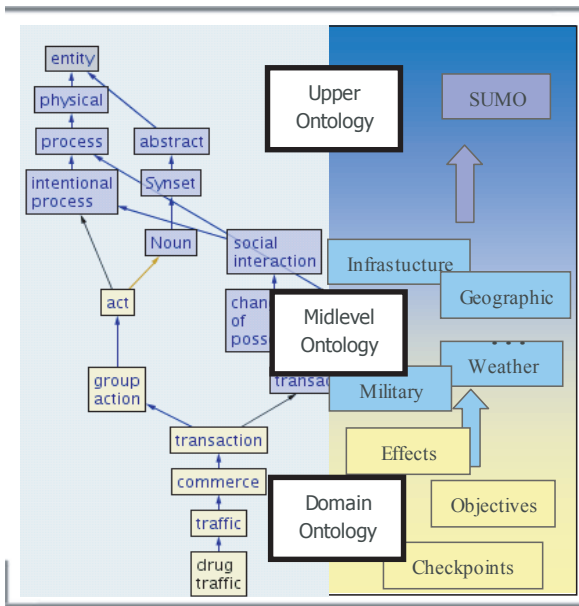 entity
physical
process
abstract
intentional
process
Synset
Noun
social
interaction
act
chan
of
poss
group
action
transac
transaction
commerce
traffic
drug
traffic
Upper
Ontology
Midlevel
Ontology
Domain
Ontology
SUMO
Infrastucture
Geographic
...
Weather
Military
Effects
Objectives
Checkpoints